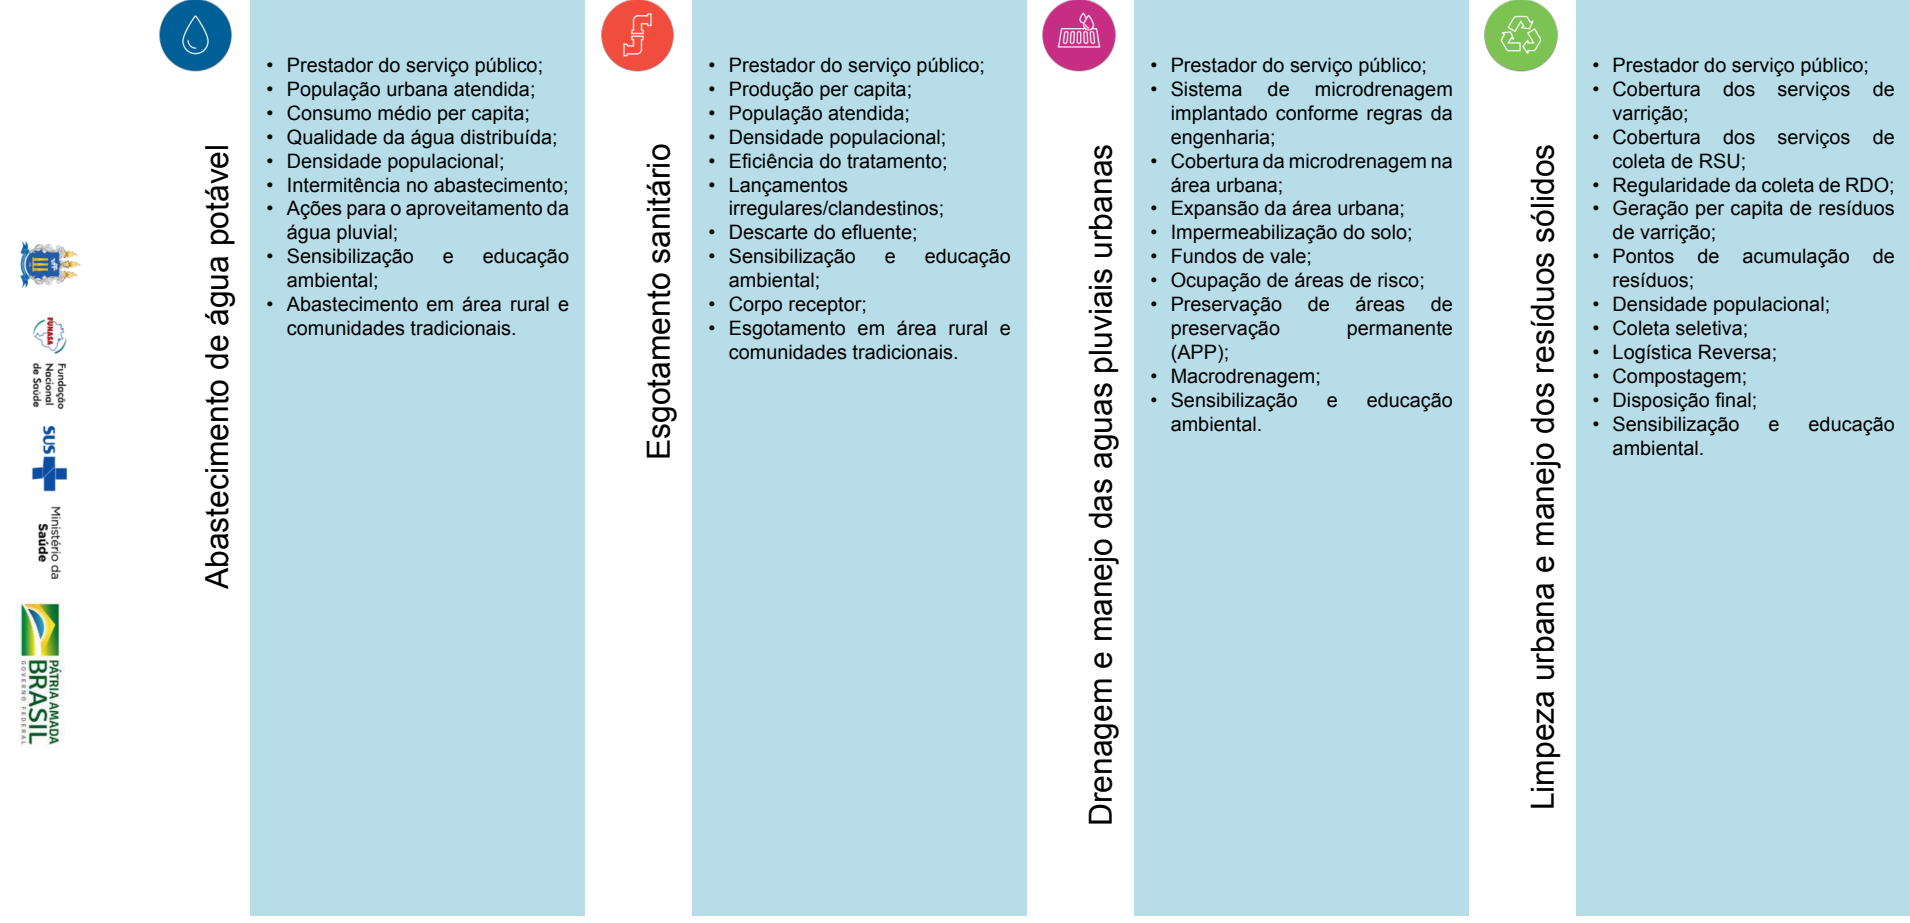 FUNASA
Fundação
Nacional
de Saúde
SUS
Ministério da
Saúde
PÁTRIA AMADA
BRASIL
GOVERNO FEDERAL
Abastecimento de água potável
• Prestador do serviço público;
• População urbana atendida;
• Consumo médio per capita;
• Qualidade da água distribuída;
• Densidade populacional;
• Intermitência no abastecimento;
• Ações para o aproveitamento da
água pluvial;
• Sensibilização e educação
ambiental;
• Abastecimento em área rural e
comunidades tradicionais.
Esgotamento sanitário
• Prestador do serviço público;
• Produção per capita;
• População atendida;
• Densidade populacional;
• Eficiência do tratamento;
• Lançamentos
irregulares/clandestinos;
• Descarte do efluente;
• Sensibilização e educação
ambiental;
• Corpo receptor;
• Esgotamento em área rural e
comunidades tradicionais.
Drenagem e manejo das aguas pluviais urbanas
• Prestador do serviço público;
• Sistema de microdrenagem
implantado conforme regras da
engenharia;
• Cobertura da microdrenagem na
área urbana;
• Expansão da área urbana;
• Impermeabilização do solo;
• Fundos de vale;
• Ocupação de áreas de risco;
• Preservação de áreas de
preservação permanente
(APP);
• Macrodrenagem;
• Sensibilização e educação
ambiental.
Limpeza urbana e manejo dos resíduos sólidos
• Prestador do serviço público;
• Cobertura dos serviços de
varrição;
• Cobertura dos serviços de
coleta de RSU;
• Regularidade da coleta de RDO;
• Geração per capita de resíduos
de varrição;
• Pontos de acumulação de
resíduos;
• Densidade populacional;
• Coleta seletiva;
• Logística Reversa;
• Compostagem;
• Disposição final;
• Sensibilização e educação
ambiental.